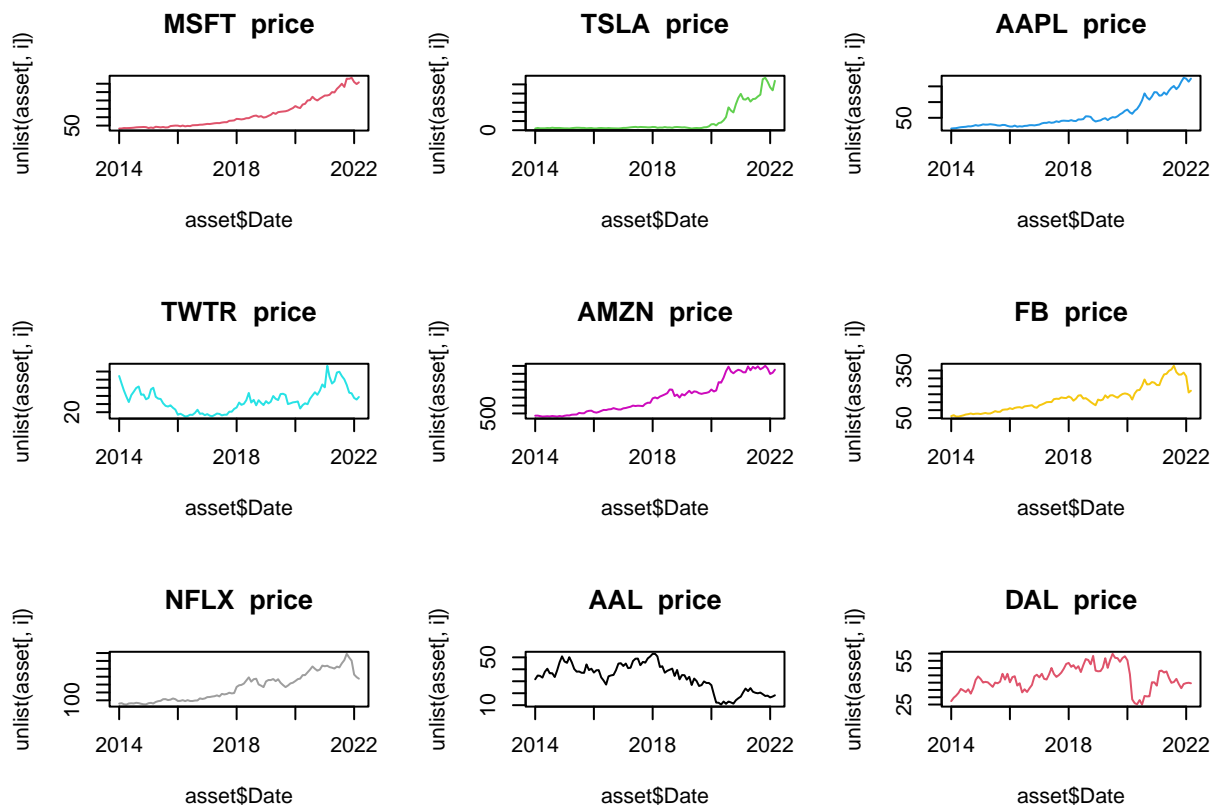 MSFT  price
unlist(asset[, i])
50
2014 2018 2022
asset$Date
TSLA  price
unlist(asset[, i])
0
2014 2018 2022
asset$Date
AAPL  price
unlist(asset[, i])
50
2014 2018 2022
asset$Date
TWTR  price
unlist(asset[, i])
20
2014 2018 2022
asset$Date
AMZN  price
unlist(asset[, i])
500
2014 2018 2022
asset$Date
FB  price
unlist(asset[, i])
350
50
2014 2018 2022
asset$Date
NFLX  price
unlist(asset[, i])
100
2014 2018 2022
asset$Date
AAL  price
unlist(asset[, i])
50
10
2014 2018 2022
asset$Date
DAL  price
unlist(asset[, i])
55
25
2014 2018 2022
asset$Date